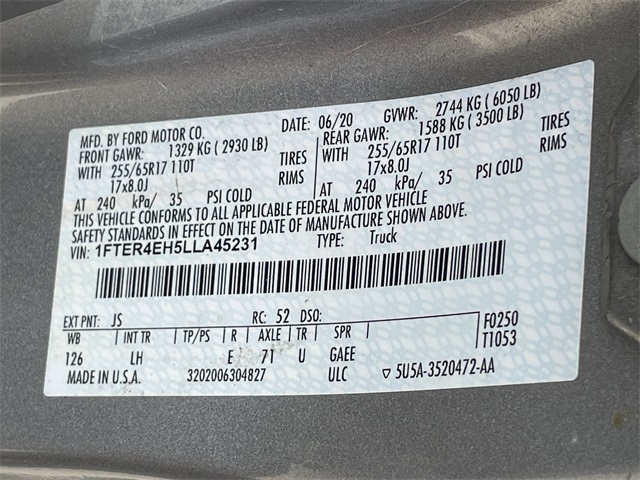 MFD. BY FORD MOTOR CO. DATE: 06/20 GVWR: 2744 KG ( 6050 LB)
FRONT GAWR: 1329 KG ( 2930 LB) REAR GAWR: 1588 KG ( 3500 LB)
WITH 255/65R17 110T TIRES WITH 255/65R17 110T TIRES
17x8.0J RIMS 17x8.0J RIMS
AT 240 kPa/ 35 PSI COLD AT 240 kPa/ 35 PSI COLD
THIS VEHICLE CONFORMS TO ALL APPLICABLE FEDERAL MOTOR VEHICLE
SAFETY STANDARDS IN EFFECT ON THE DATE OF MANUFACTURE SHOWN ABOVE.
VIN: 1FTER4EH5LLA45231 TYPE: Truck
EXT PNT: JS RC: 52 DSO: F0250
WB INT TR TP/PS R AXLE TR SPR T1053
126 LH E 71 U GAEE
MADE IN U.S.A. 3202006304827 ULC ▽ 5U5A-3520472-AA